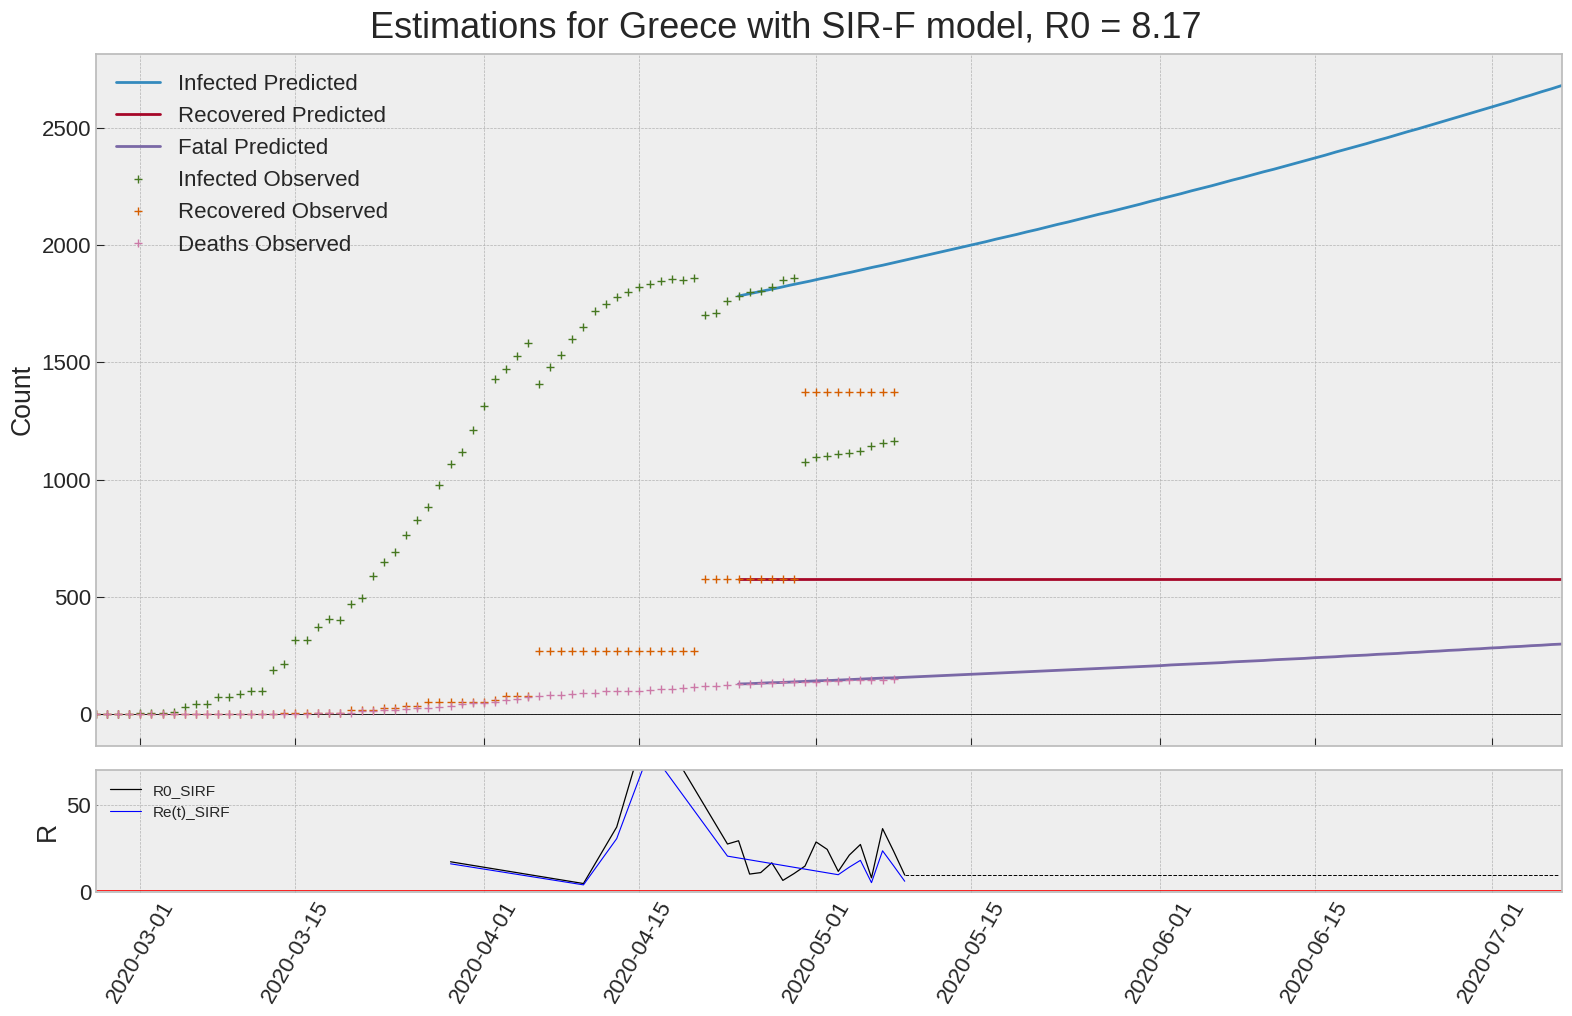 Estimations for Greece with SIR-F model, R0 = 8.17
Infected Predicted
Recovered Predicted
Fatal Predicted
Infected Observed
Recovered Observed
Deaths Observed
Count
2500
2000
1500
1000
500
0
R0_SIRF
Re(t)_SIRF
R
50
0
2020-03-01
2020-03-15
2020-04-01
2020-04-15
2020-05-01
2020-05-15
2020-06-01
2020-06-15
2020-07-01